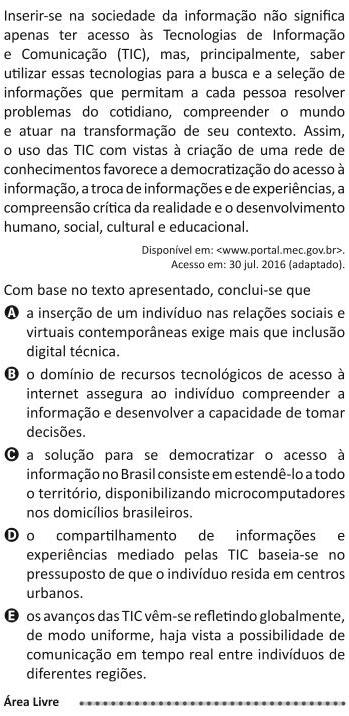 Inserir-se na sociedade da informação não significa
apenas ter acesso às Tecnologias de Informação
e Comunicação (TIC), mas, principalmente, saber
utilizar essas tecnologias para a busca e a seleção de
informações que permitam a cada pessoa resolver
problemas do cotidiano, compreender o mundo
e atuar na transformação de seu contexto. Assim,
o uso das TIC com vistas à criação de uma rede de
conhecimentos favorece a democratização do acesso à
informação, a troca de informações e de experiências, a
compreensão crítica da realidade e o desenvolvimento
humano, social, cultural e educacional.
Disponível em: <www.portal.mec.gov.br>.
Acesso em: 30 jul. 2016 (adaptado).
Com base no texto apresentado, conclui-se que
A a inserção de um indivíduo nas relações sociais e
virtuais contemporâneas exige mais que inclusão
digital técnica.
B o domínio de recursos tecnológicos de acesso à
internet assegura ao indivíduo compreender a
informação e desenvolver a capacidade de tomar
decisões.
C a solução para se democratizar o acesso à
informação no Brasil consiste em estendê-lo a todo
o território, disponibilizando microcomputadores
nos domicílios brasileiros.
D o compartilhamento de informações e
experiências mediado pelas TIC baseia-se no
pressuposto de que o indivíduo resida em centros
urbanos.
E os avanços das TIC vêm-se refletindo globalmente,
de modo uniforme, haja vista a possibilidade de
comunicação em tempo real entre indivíduos de
diferentes regiões.
Área Livre